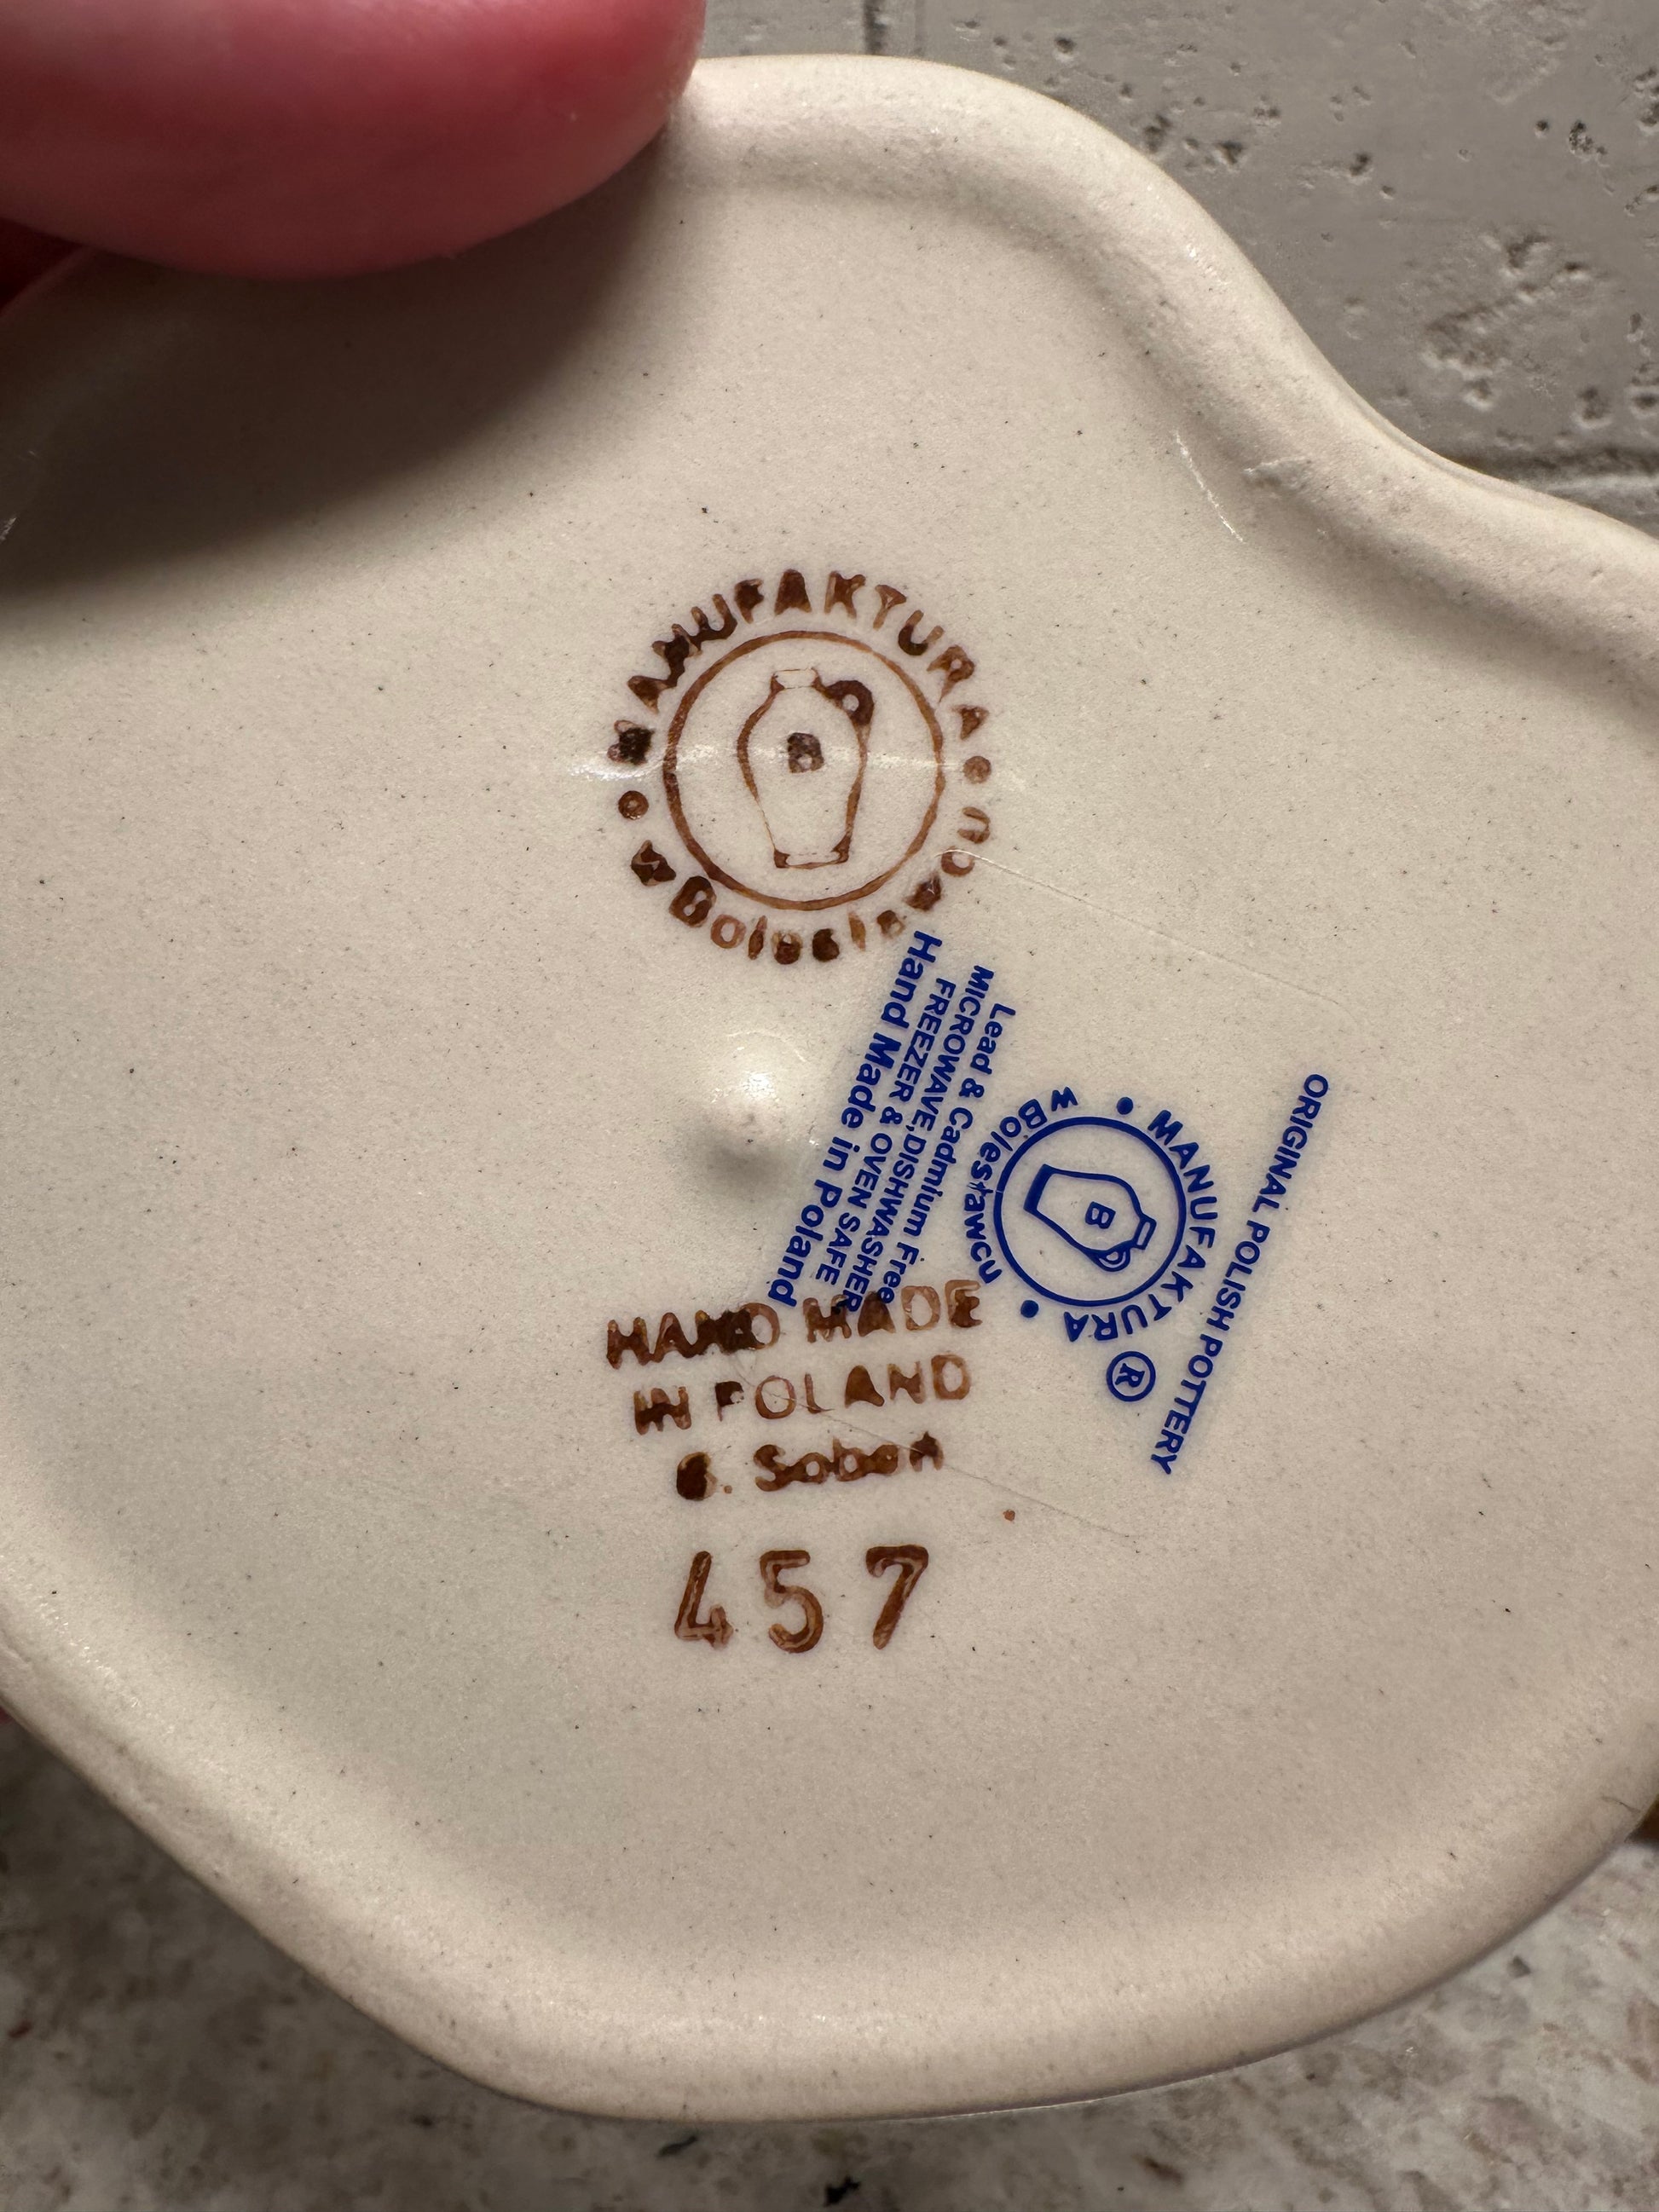 MANUFAKTURA
w Bolesławcu
B
HAND MADE
IN POLAND
457
ORIGINAL POLISH POTTERY
MANUFAKTURA ®
w Bolesławcu
B
Lead & Cadmium Free
MICROWAVE, DISHWASHER
FREEZER & OVEN SAFE
Hand Made in Poland